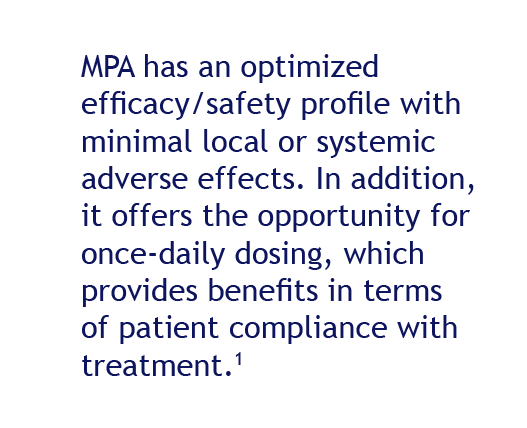 MPA has an optimized
efficacy/safety profile with
minimal local or systemic
adverse effects. In addition,
it offers the opportunity for
once-daily dosing, which
provides benefits in terms
of patient compliance with
treatment.¹